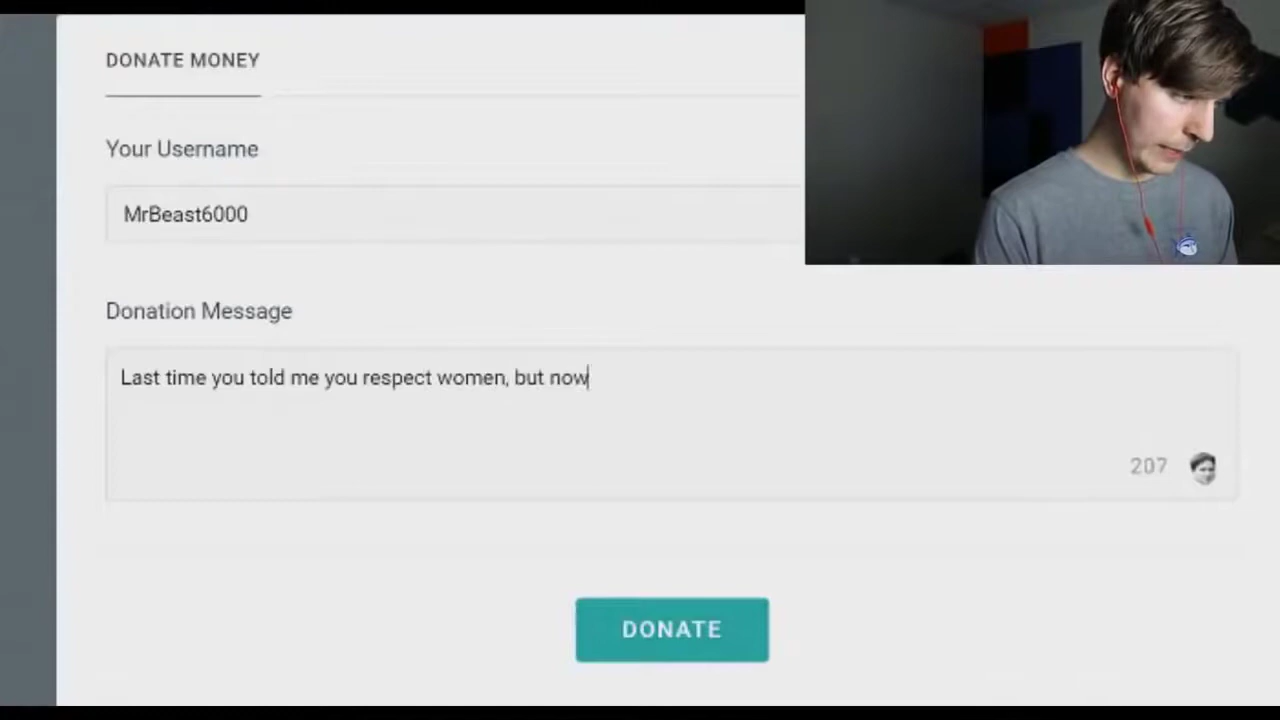 DONATE MONEY
Your Username
MrBeast6000
Donation Message
Last time you told me you respect women, but now
207
DONATE